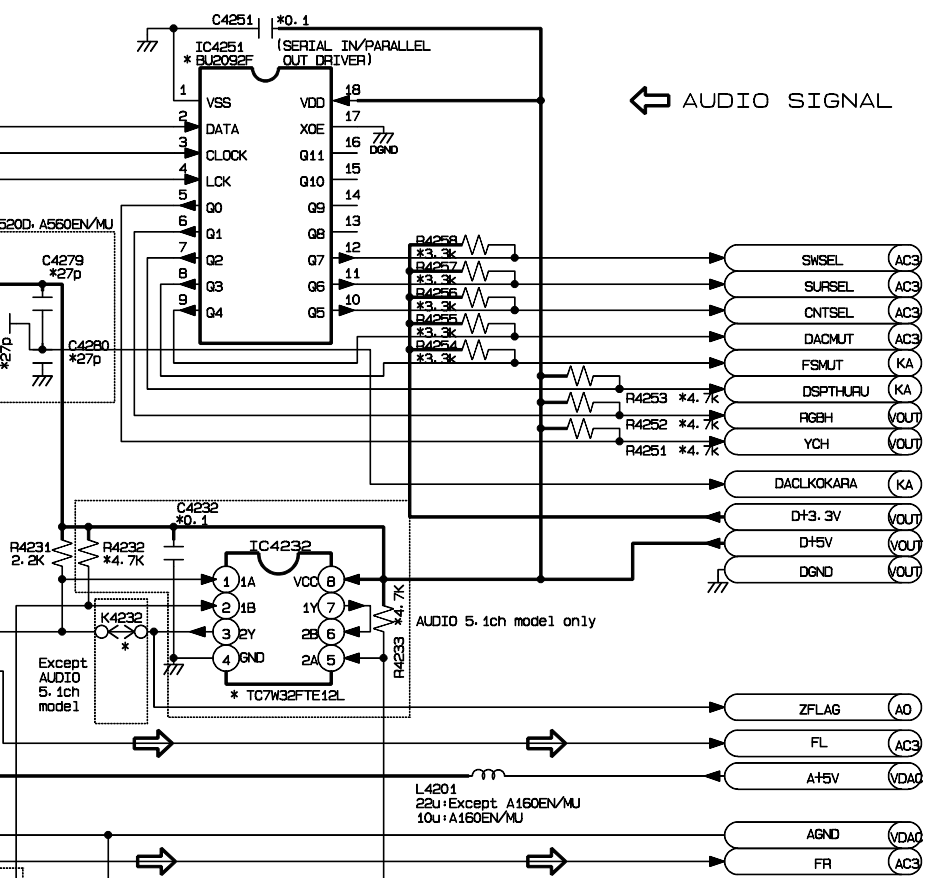 C4251 *0.1
IC4251 (SERIAL IN/PARALLEL
* BU2092F OUT DRIVER)
1 VSS VDD 18
2 DATA XOE 17
DGND
3 CLOCK Q11 16
4 LCK Q10 15
5 Q0 Q9 14
6 Q1 Q8 13
7 Q2 Q7 12
8 Q3 Q6 11
9 Q4 Q5 10
AUDIO SIGNAL
520D, A560EN/MU
C4279
*27p
C4280
*27p
*27p
R4258
*3.3k
R4257
*3.3k
R4256
*3.3k
R4255
*3.3k
R4254
*3.3k
R4253 *4.7K
R4252 *4.7K
R4251 *4.7K
SWSEL AC3
SURSEL AC3
CNTSEL AC3
DACMUT AC3
FSMUT KA
DSPTHURU KA
RGBH VOUT
YCH VOUT
DACLKOKARA KA
D+3.3V VOUT
D+5V VOUT
DGND VOUT
C4232
*0.1
R4231
2.2K
R4232
*4.7K
IC4232
1 1A VCC 8
2 1B 1Y 7
3 2Y 2B 6
4 GND 2A 5
* TC7W32FTE12L
*4.7K
R4233
AUDIO 5.1ch model only
K4232
*
Except
AUDIO
5.1ch
model
ZFLAG AO
FL AC3
A+5V VDAC
L4201
22u:Except A160EN/MU
10u:A160EN/MU
AGND VDAC
FR AC3